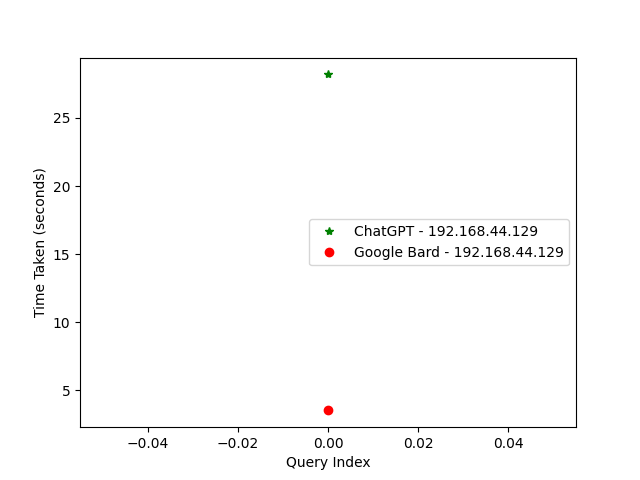 25
20
15
10
5
Time Taken (seconds)
ChatGPT - 192.168.44.129
Google Bard - 192.168.44.129
−0.04
−0.02
0.00
0.02
0.04
Query Index